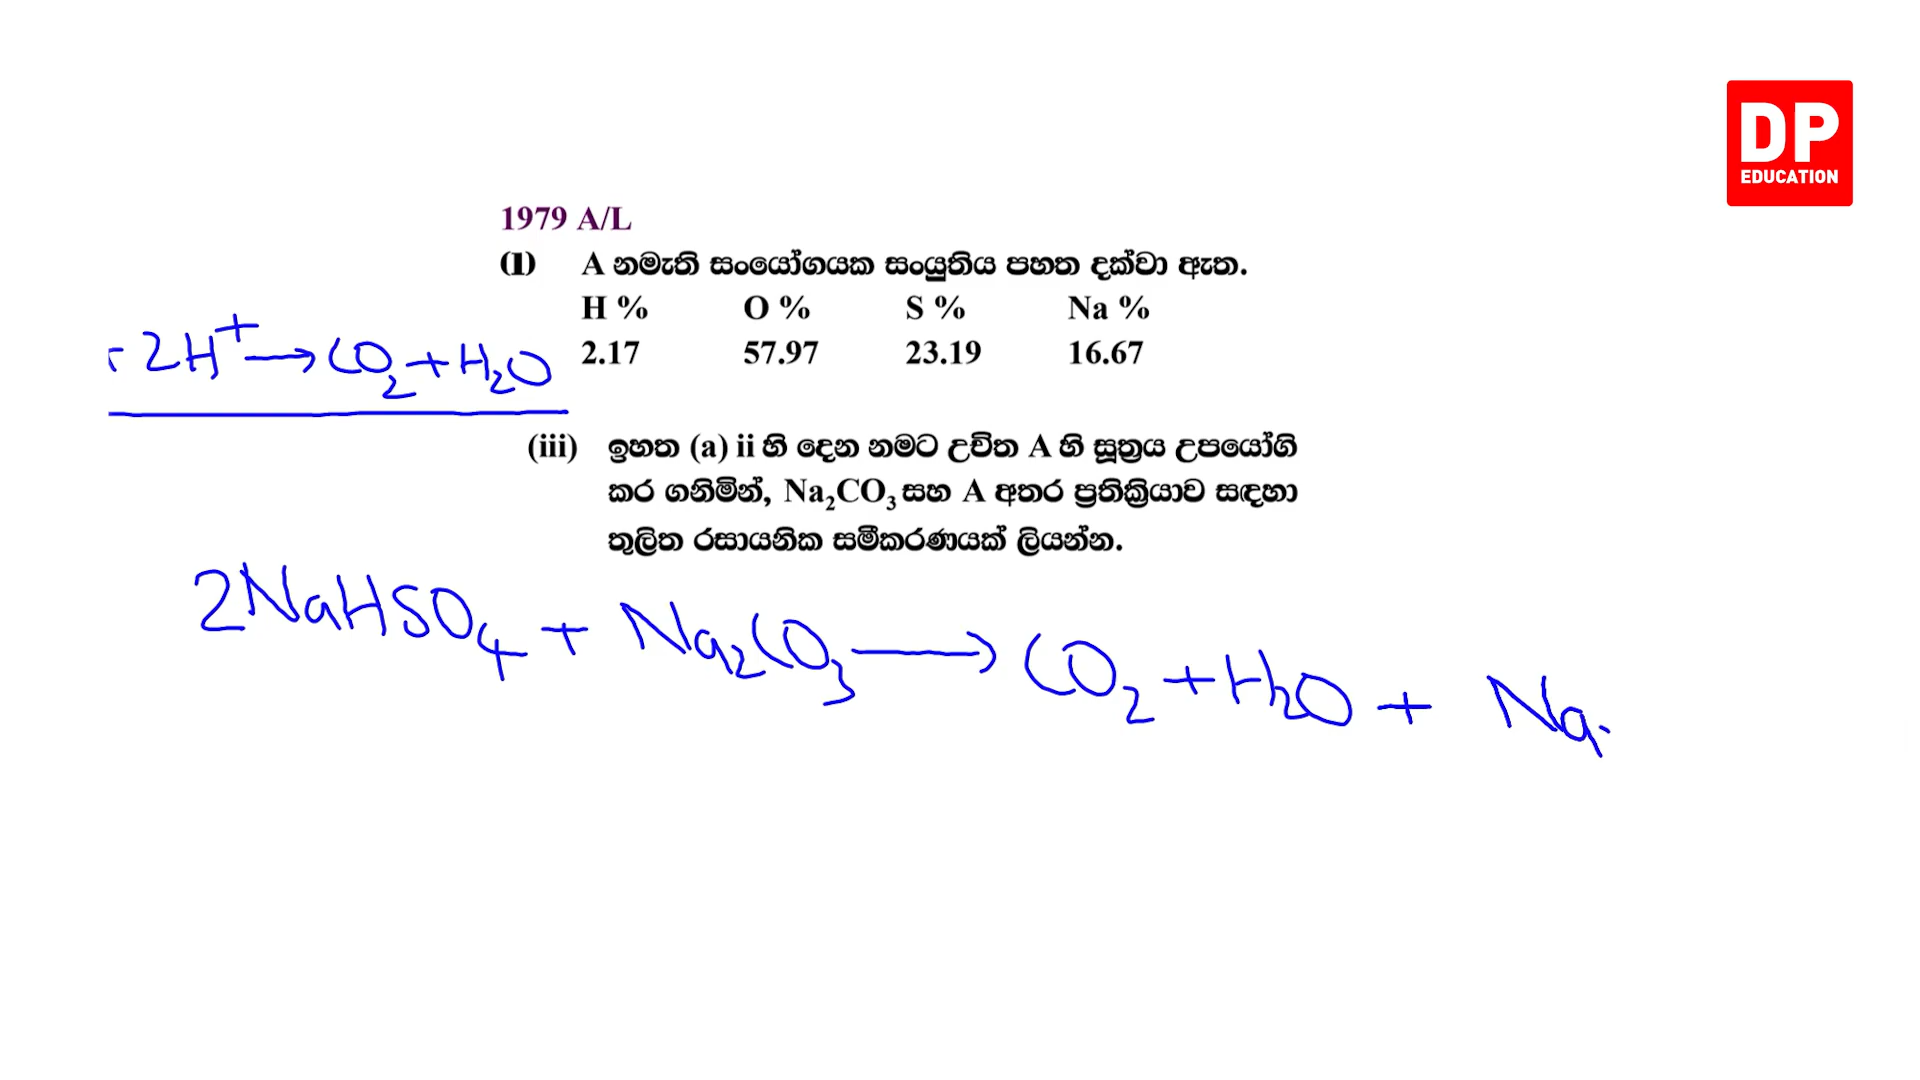 DP
EDUCATION
1979 A/L
(1) A නමැති සංයෝගයක සංයුතිය පහත දක්වා ඇත.
H % O % S % Na %
2.17 57.97 23.19 16.67
2H⁺ → CO₂ + H₂O
(iii) ඉහත (a) ii හි දෙන නමට උචිත A හි සූත්‍රය උපයෝගි
කර ගනිමින්, Na₂CO₃ සහ A අතර ප්‍රතික්‍රියාව සඳහා
තුලිත රසායනික සමීකරණයක් ලියන්න.
2NaHSO₄ + Na₂CO₃ → CO₂ + H₂O + Na